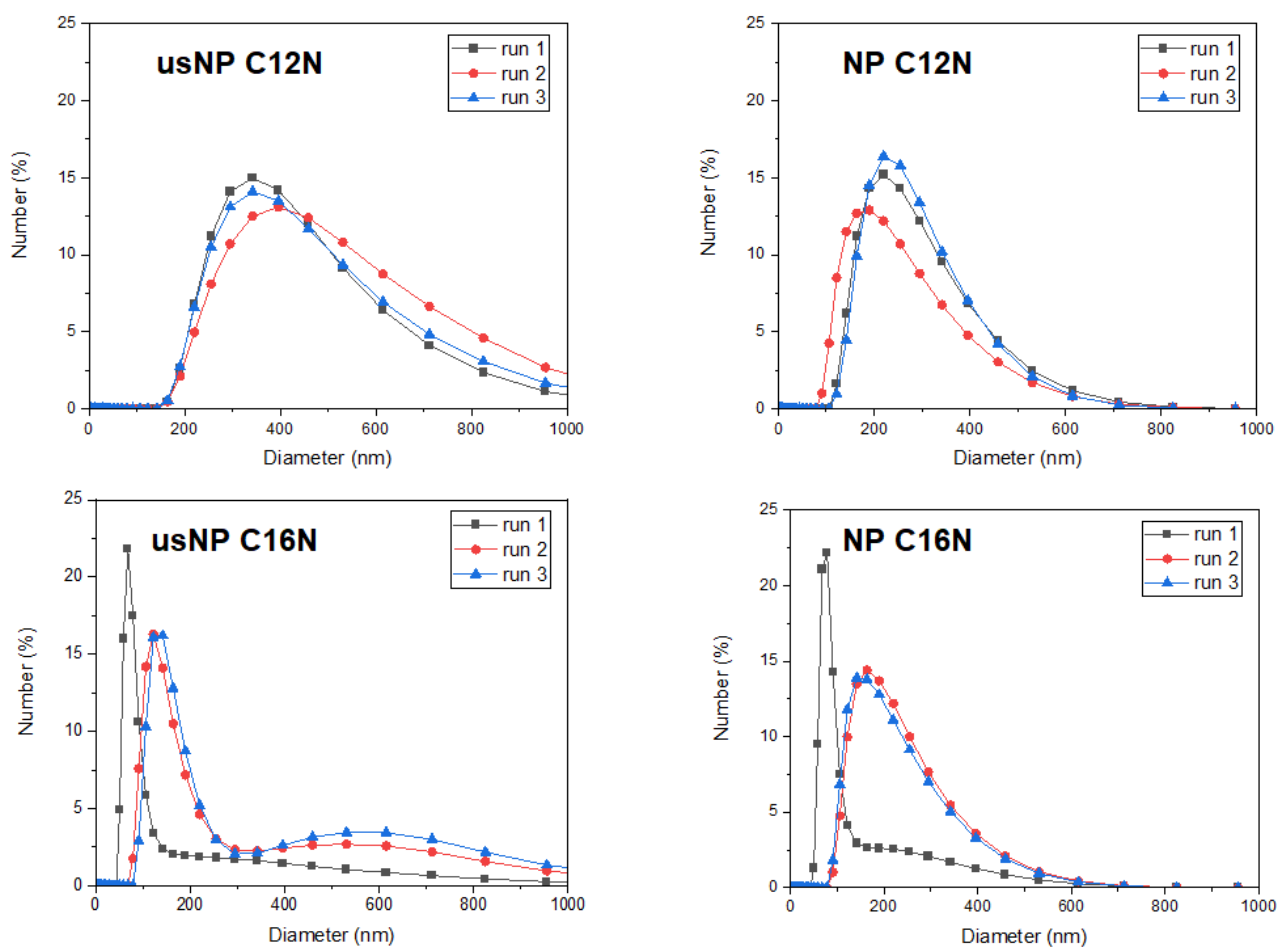 usNP C12N
run 1
run 2
run 3
Number (%)
25
20
15
10
5
0
0 200 400 600 800 1000
Diameter (nm)
NP C12N
run 1
run 2
run 3
Number (%)
25
20
15
10
5
0
0 200 400 600 800 1000
Diameter (nm)
usNP C16N
run 1
run 2
run 3
Number (%)
25
20
15
10
5
0
0 200 400 600 800 1000
Diameter (nm)
NP C16N
run 1
run 2
run 3
Number (%)
25
20
15
10
5
0
0 200 400 600 800 1000
Diameter (nm)